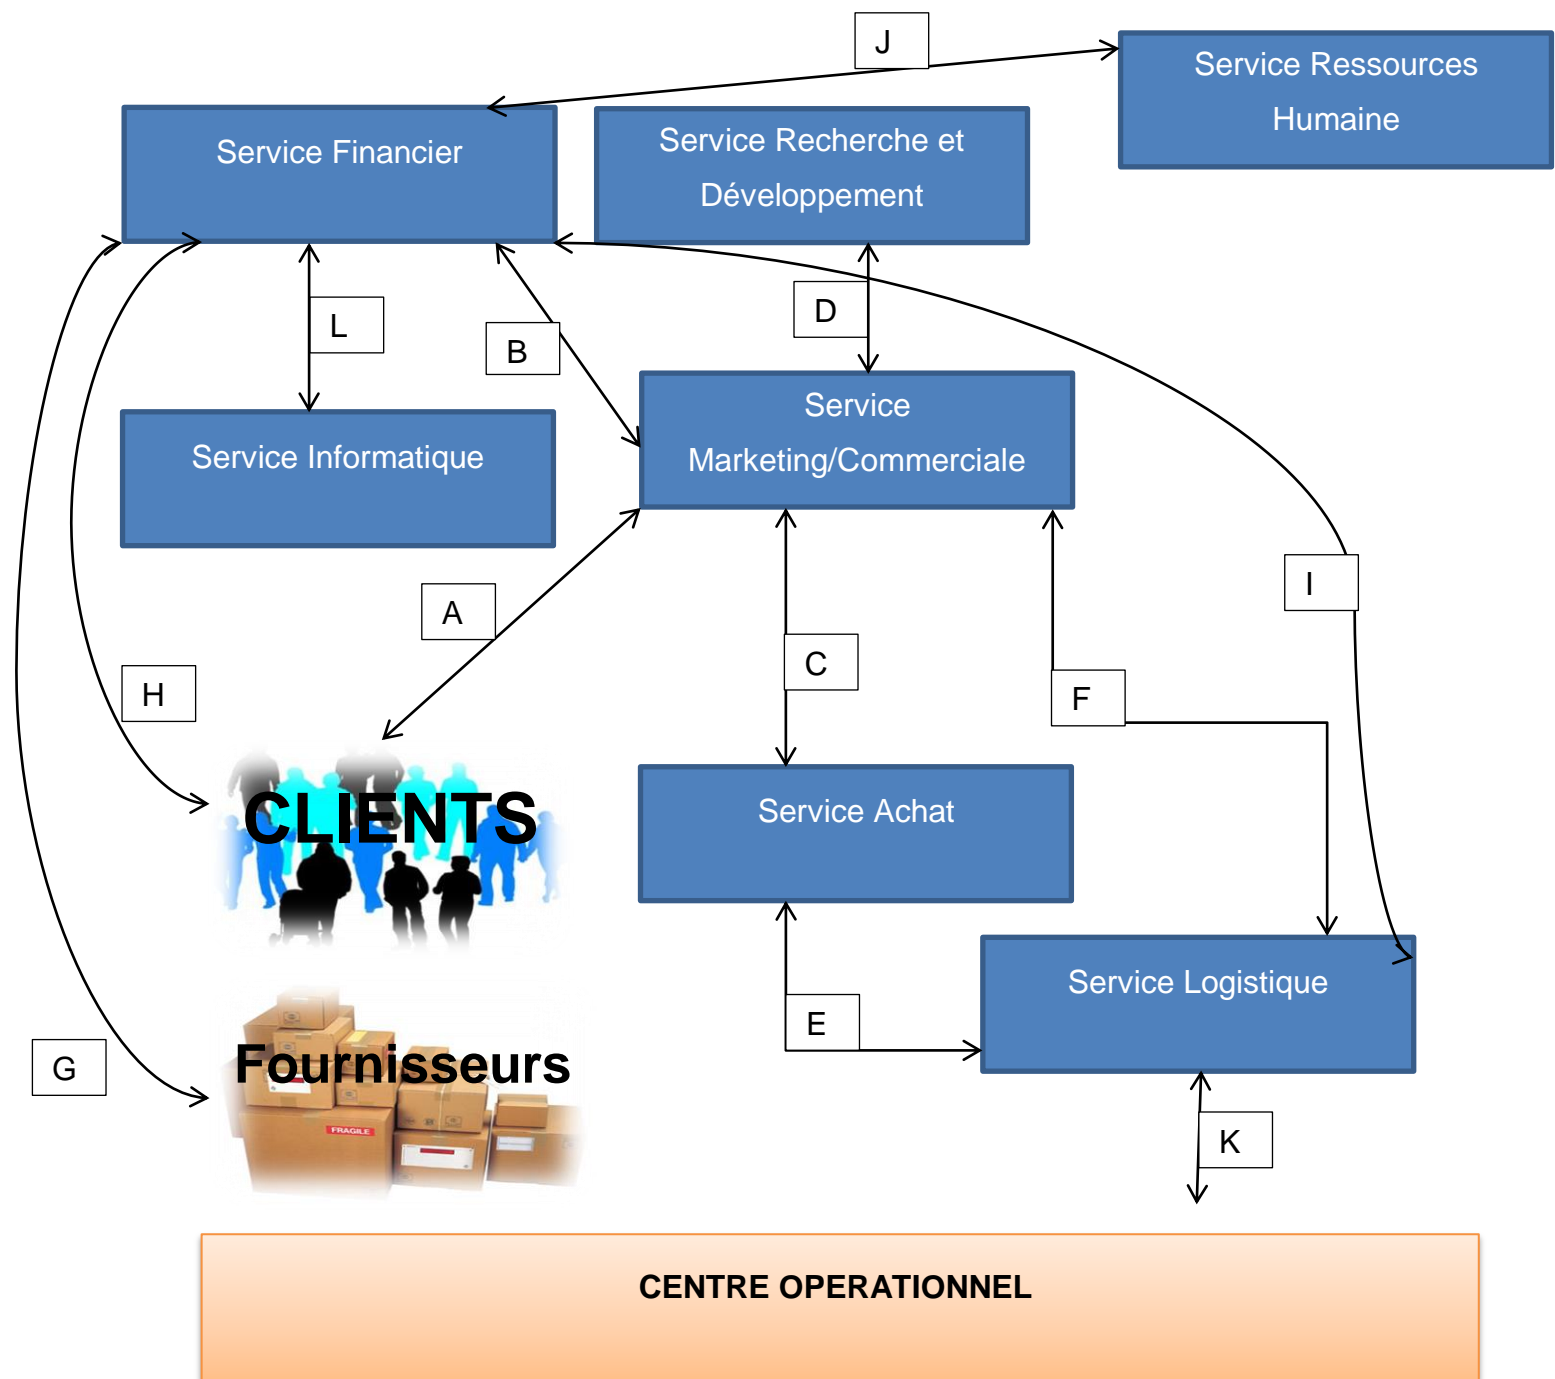 J
Service Ressources
Humaine
Service Financier
Service Recherche et
Développement
L
B
D
Service
Marketing/Commerciale
Service Informatique
I
A
C
H
F
CLIENTS
Service Achat
Service Logistique
E
Fournisseurs
G
FRAGILE
K
CENTRE OPERATIONNEL